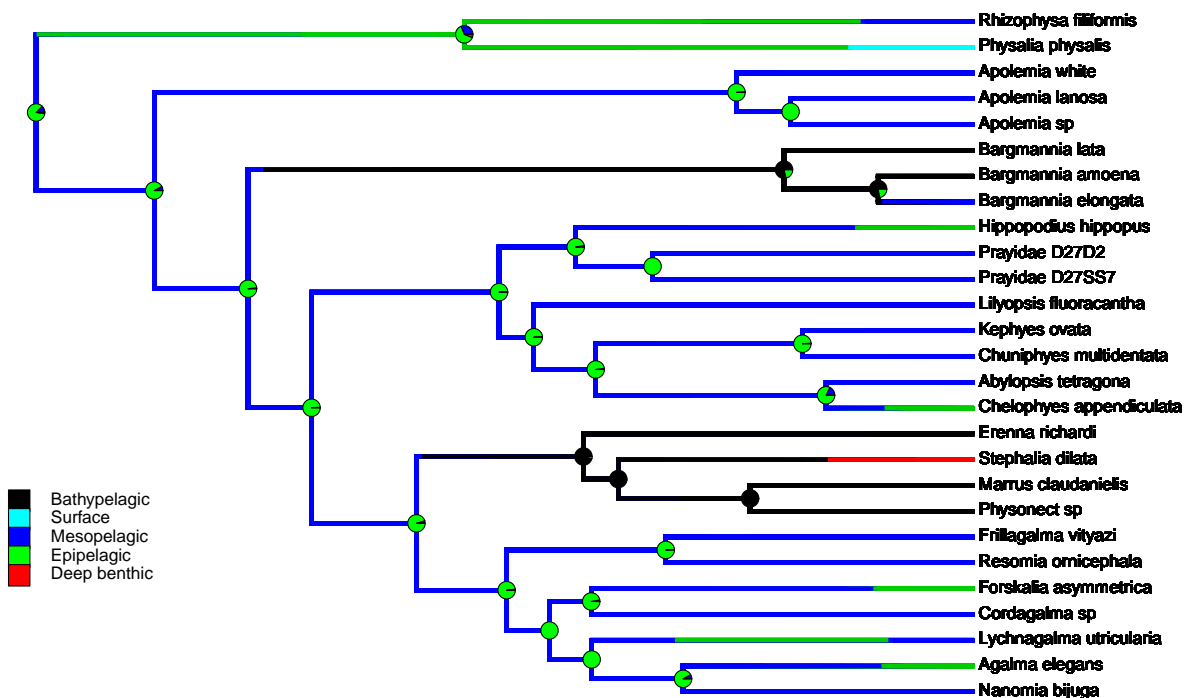 Rhizophysa filiformis
Physalia physalis
Apolemia white
Apolemia lanosa
Apolemia sp
Bargmannia lata
Bargmannia amoena
Bargmannia elongata
Hippopodius hippopus
Prayidae D27D2
Prayidae D27SS7
Lilyopsis fluoracantha
Kephyes ovata
Chuniphyes multidentata
Abylopsis tetragona
Chelophyes appendiculata
Erenna richardi
Stephalia dilata
Marrus claudanielis
Physonect sp
Frillagalma vityazi
Resomia ornicephala
Forskalia asymmetrica
Cordagalma sp
Lychnagalma utricularia
Agalma elegans
Nanomia bijuga
Bathypelagic
Surface
Mesopelagic
Epipelagic
Deep benthic